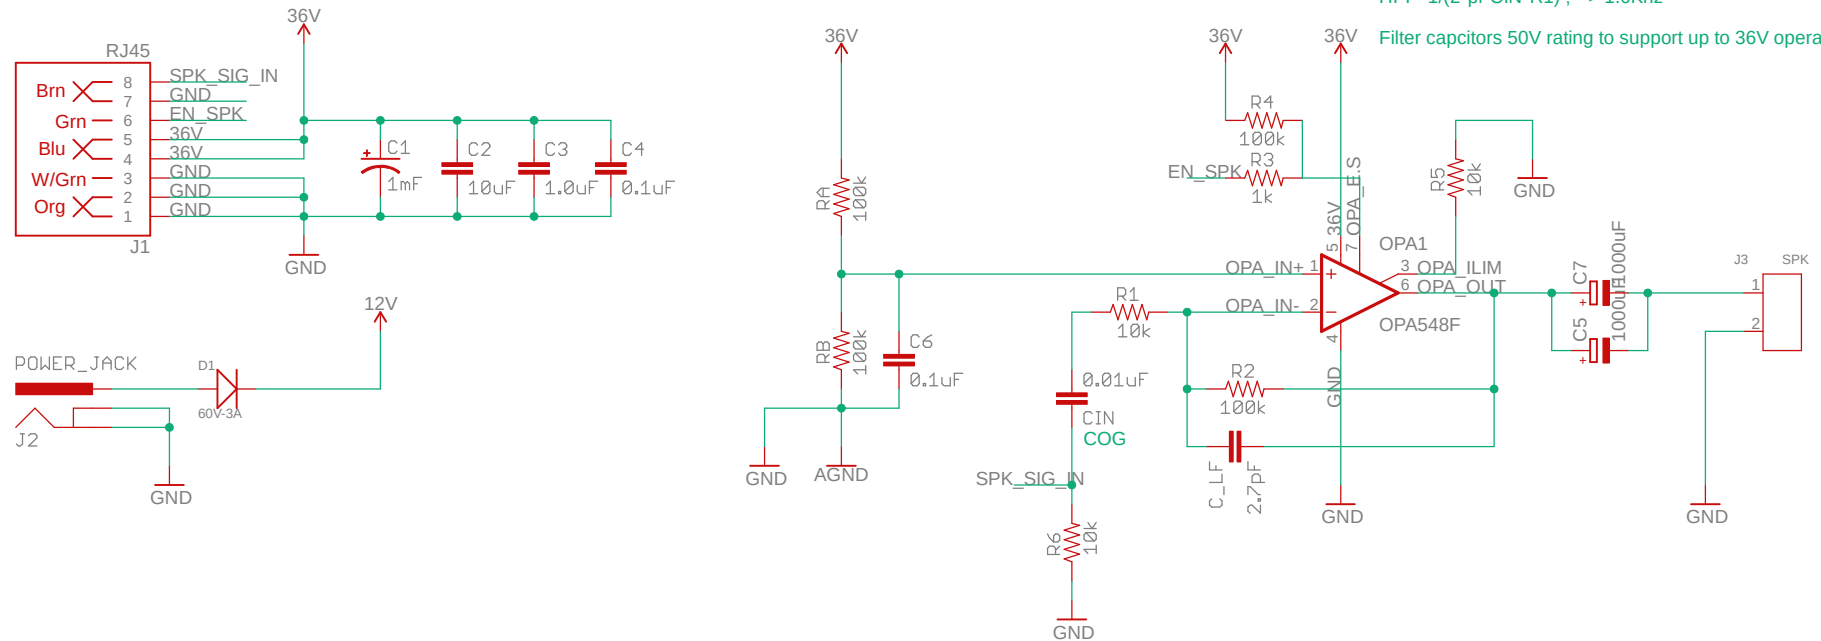 36V
RJ45
SPK_SIG_IN
GND
EN_SPK
36V
36V
GND
GND
GND
8
7
6
5
4
3
2
1
Brn
Grn
Blu
W/Grn
Org
J1
C1
1mF
C2
10uF
C3
1.0uF
C4
0.1uF
GND
POWER_JACK
J2
D1
60V-3A
12V
GND
36V
RA
100k
RB
100k
C6
0.1uF
GND
AGND
36V
36V
Filter capcitors 50V rating to support up to 36V opera
R4
100k
EN_SPK
R3
1k
36V
OPA_E.S
5
7
OPA_IN+
1
OPA_IN-
2
OPA1
3
OPA_ILIM
6
OPA_OUT
OPA548F
4
GND
R5
10k
GND
R1
10k
R2
100k
C_LF
2.7pF
0.01uF
CIN
COG
SPK_SIG_IN
R6
10k
GND
GND
C7
1000uF
C5
1000uF
J3
SPK
1
2
GND